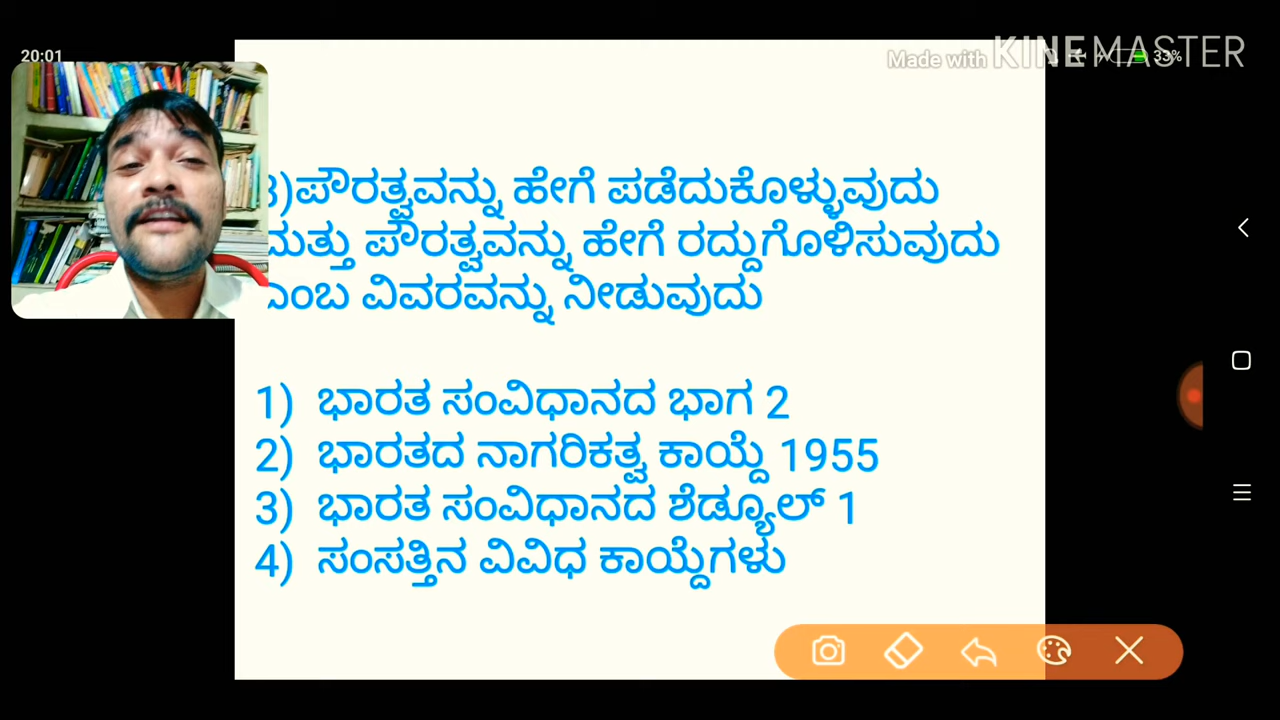 20:01
Made with KINEMASTER
33%
3)ಪೌರತ್ವವನ್ನು ಹೇಗೆ ಪಡೆದುಕೊಳ್ಳುವುದು
ಮತ್ತು ಪೌರತ್ವವನ್ನು ಹೇಗೆ ರದ್ದುಗೊಳಿಸುವುದು
ಎಂಬ ವಿವರವನ್ನು ನೀಡುವುದು
1) ಭಾರತ ಸಂವಿಧಾನದ ಭಾಗ 2
2) ಭಾರತದ ನಾಗರಿಕತ್ವ ಕಾಯ್ದೆ 1955
3) ಭಾರತ ಸಂವಿಧಾನದ ಶೆಡ್ಯೂಲ್ 1
4) ಸಂಸತ್ತಿನ ವಿವಿಧ ಕಾಯ್ದೆಗಳು